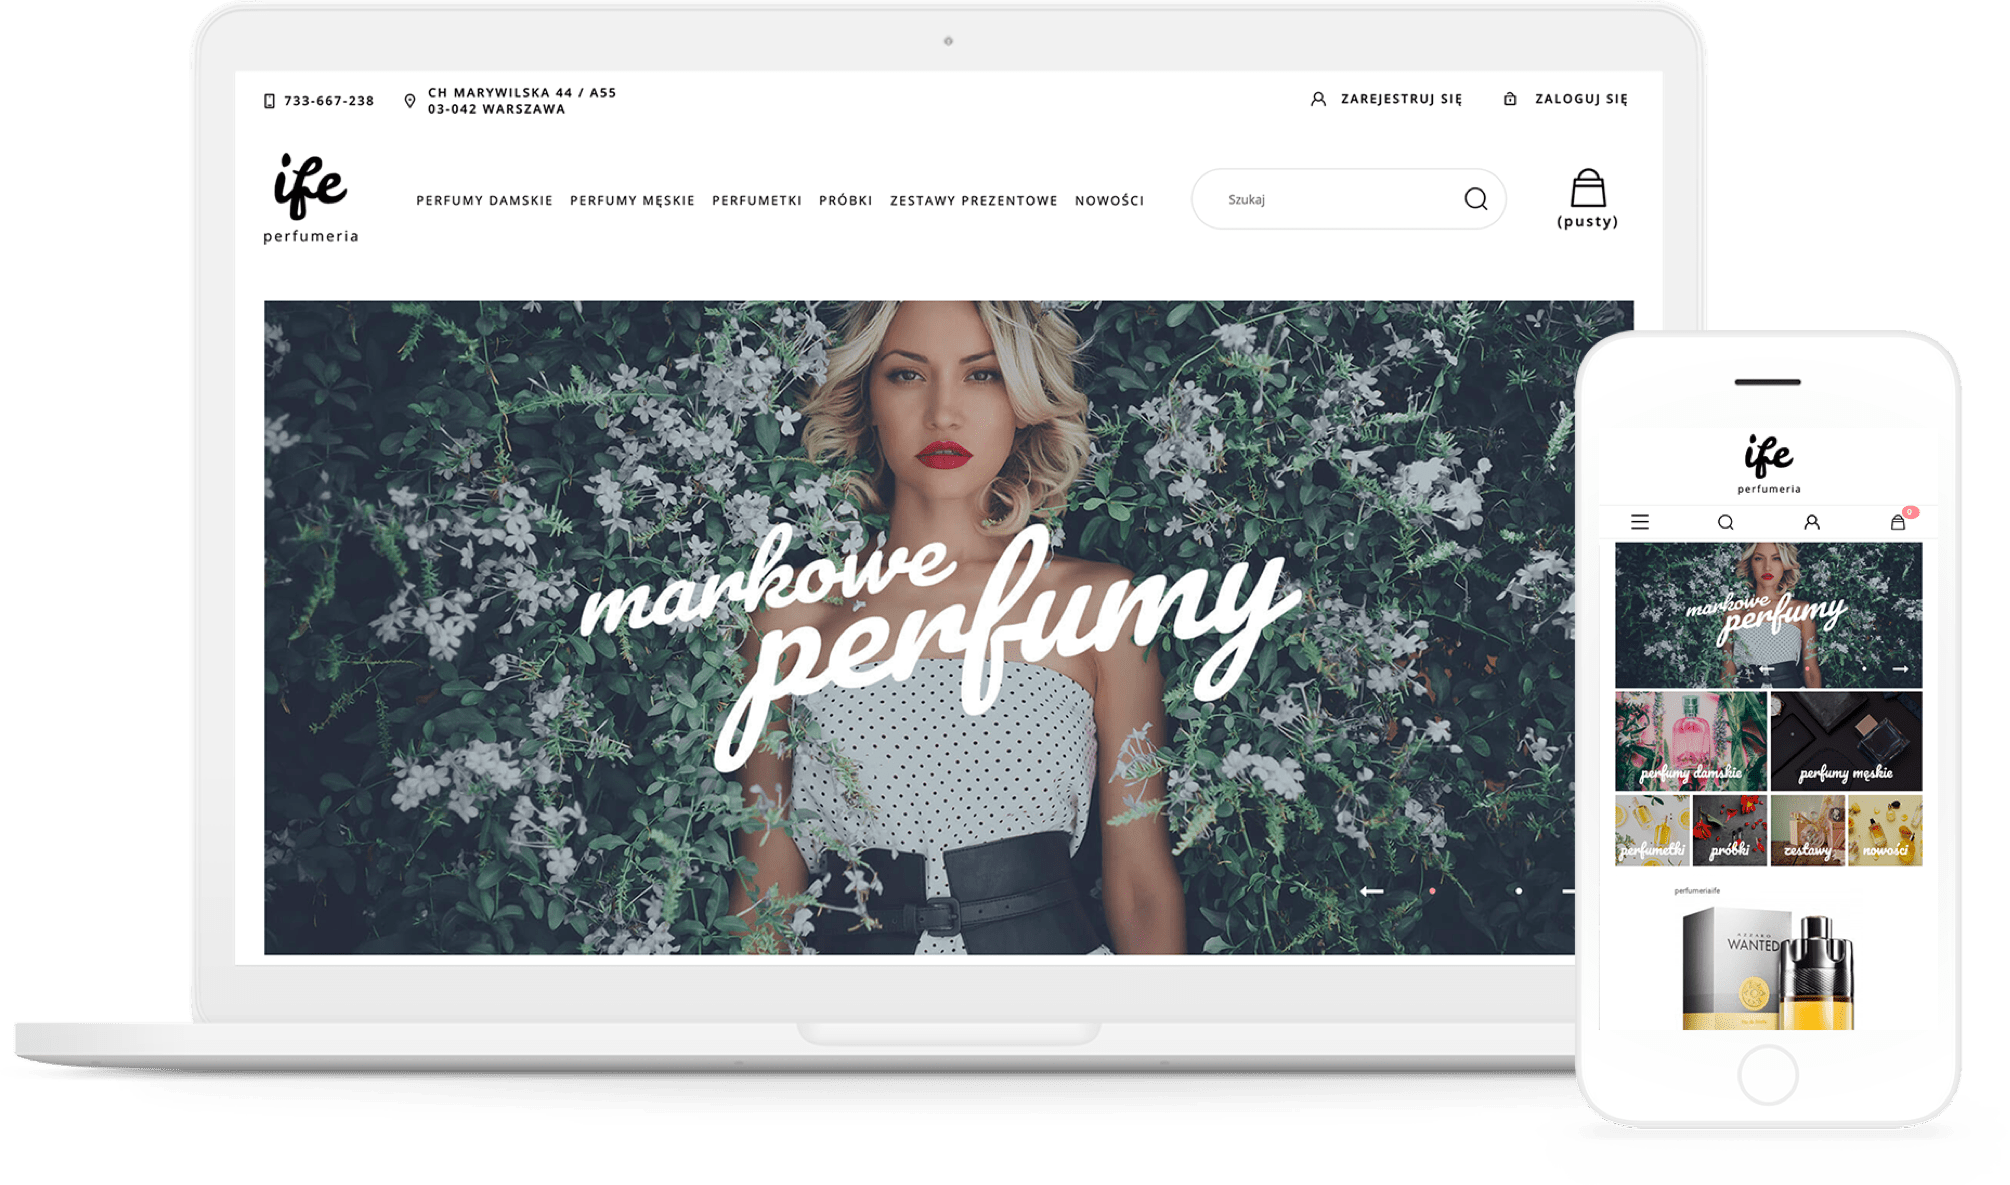 733-667-238
CH MARYWILSKA 44 / A55
03-042 WARSZAWA
ZAREJESTRUJ SIĘ
ZALOGUJ SIĘ
ife
perfumeria
PERFUMY DAMSKIE
PERFUMY MĘSKIE
PERFUMETKI
PRÓBKI
ZESTAWY PREZENTOWE
NOWOŚCI
Szukaj
(pusty)
markowe
perfumy
ife
perfumeria
0
markowe
perfumy
perfumy damskie
perfumy męskie
perfumetki
próbki
zestawy
nowości
perfumeriaife
AZZARO
WANTED